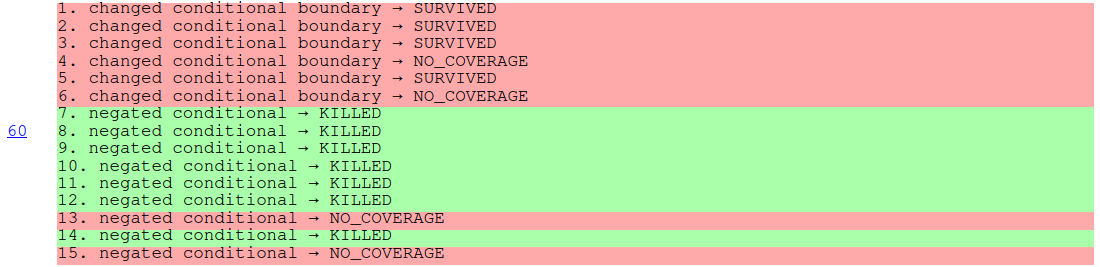 1. changed conditional boundary → SURVIVED
2. changed conditional boundary → SURVIVED
3. changed conditional boundary → SURVIVED
4. changed conditional boundary → NO_COVERAGE
5. changed conditional boundary → SURVIVED
6. changed conditional boundary → NO_COVERAGE
7. negated conditional → KILLED
60 8. negated conditional → KILLED
9. negated conditional → KILLED
10. negated conditional → KILLED
11. negated conditional → KILLED
12. negated conditional → KILLED
13. negated conditional → NO_COVERAGE
14. negated conditional → KILLED
15. negated conditional → NO_COVERAGE